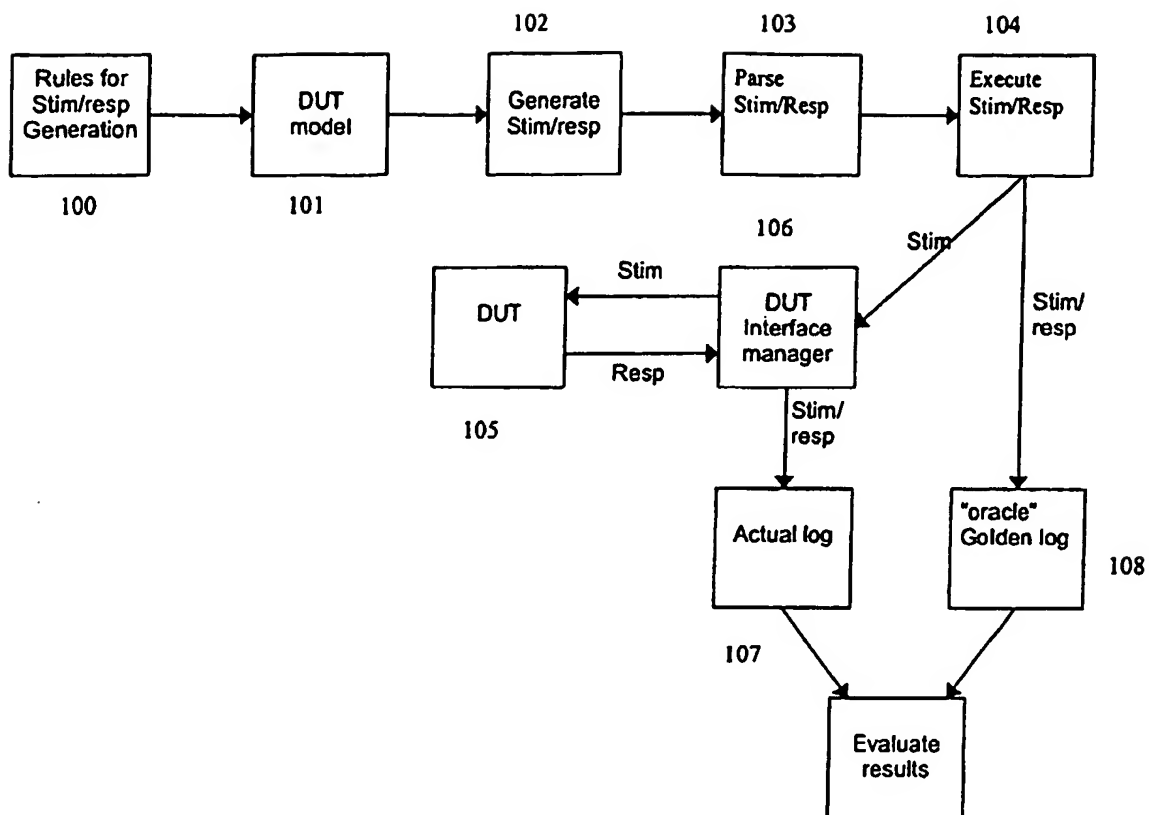 102
103
104
Rules for
Stim/resp
Generation
DUT
model
Generate
Stim/resp
Parse
Stim/Resp
Execute
Stim/Resp
100
101
106
Stim
DUT
Stim
Resp
DUT
Interface
manager
Stim/
resp
105
Stim/
resp
Actual log
"oracle"
Golden log
108
107
Evaluate
results